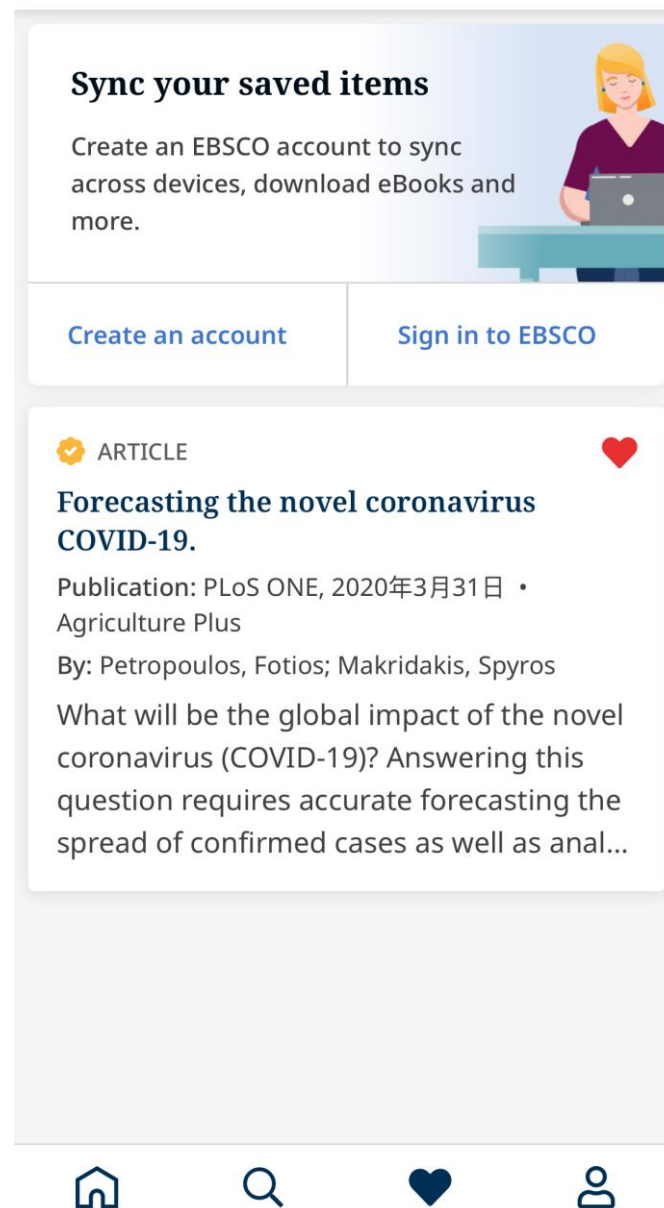 Sync your saved items
Create an EBSCO account to sync
across devices, download eBooks and
more.
Create an account
Sign in to EBSCO
ARTICLE
Forecasting the novel coronavirus
COVID-19.
Publication: PLoS ONE, 2020年3月31日 •
Agriculture Plus
By: Petropoulos, Fotios; Makridakis, Spyros
What will be the global impact of the novel
coronavirus (COVID-19)? Answering this
question requires accurate forecasting the
spread of confirmed cases as well as anal...